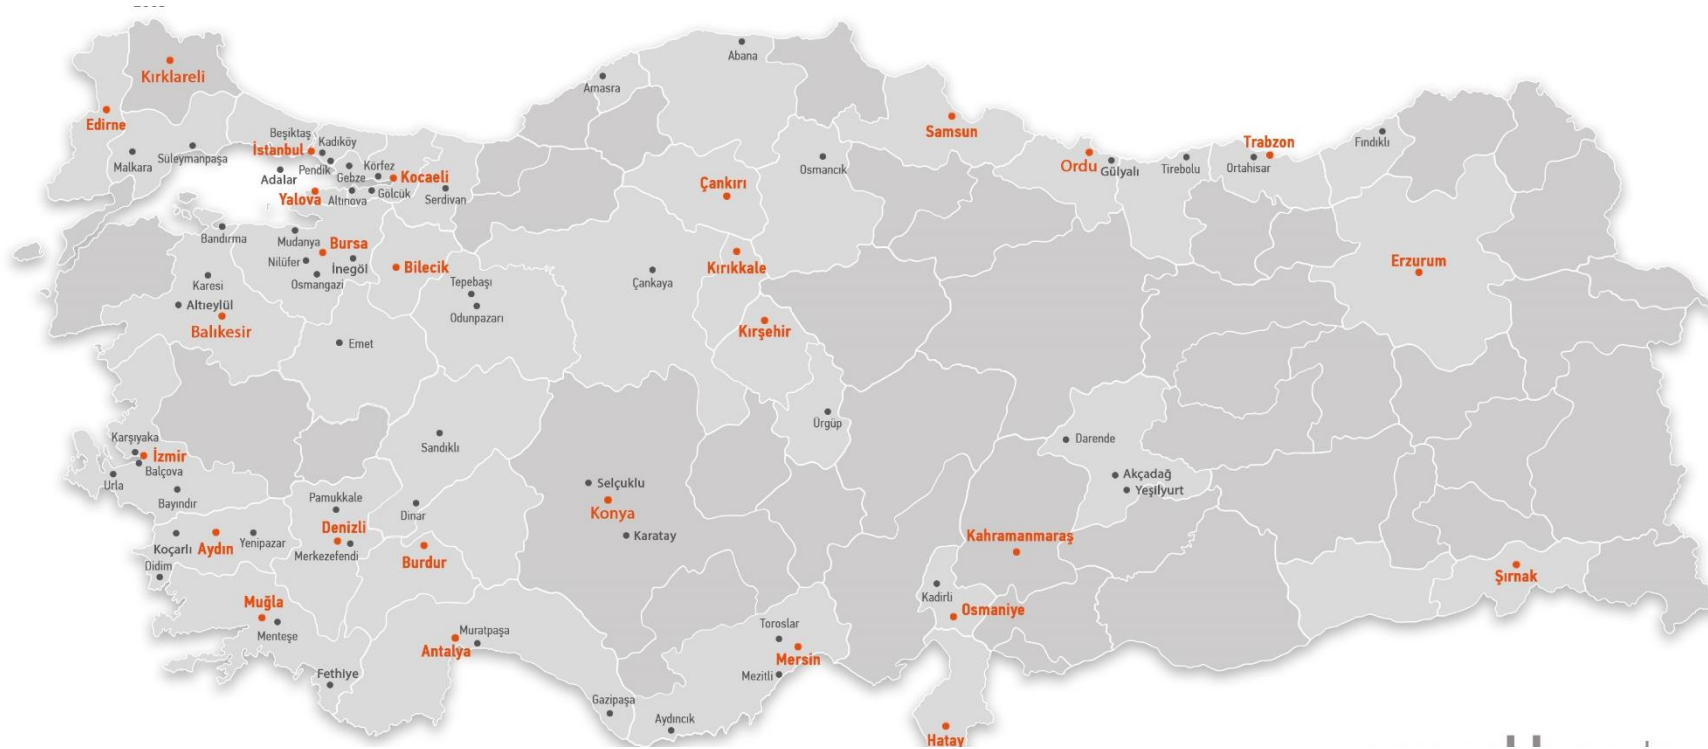 Abana
Kırklareli
Amasra
Edirne
Samsun
Beşiktaş
Kadıköy
İstanbul
Malkara
Süleymanpaşa
Pendik
Körfez
Gebze
Kocaeli
Adalar
Yalova
Altınova
Gölcük
Serdivan
Çankırı
Osmancık
Ordu
Gülyalı
Tirebolu
Trabzon
Ortahisar
Fındıklı
Bandırma
Mudanya
Bursa
Nilüfer
İnegöl
Osmangazi
Bilecik
Karesi
Altıeylül
Balıkesir
Tepebaşı
Odunpazarı
Çankaya
Kırıkkale
Erzurum
Kırşehir
Emet
Ürgüp
Sandıklı
Darende
Akçadağ
Yeşilyurt
Karşıyaka
İzmir
Balçova
Urla
Bayındır
Selçuklu
Konya
Karatay
Pamukkale
Denizli
Merkezefendi
Dinar
Burdur
Koçarlı
Aydın
Yenipazar
Didim
Kahramanmaraş
Şırnak
Kadirli
Osmaniye
Muğla
Menteşe
Muratpaşa
Antalya
Toroslar
Mersin
Mezitli
Fethiye
Gazipaşa
Aydıncık
Hatay